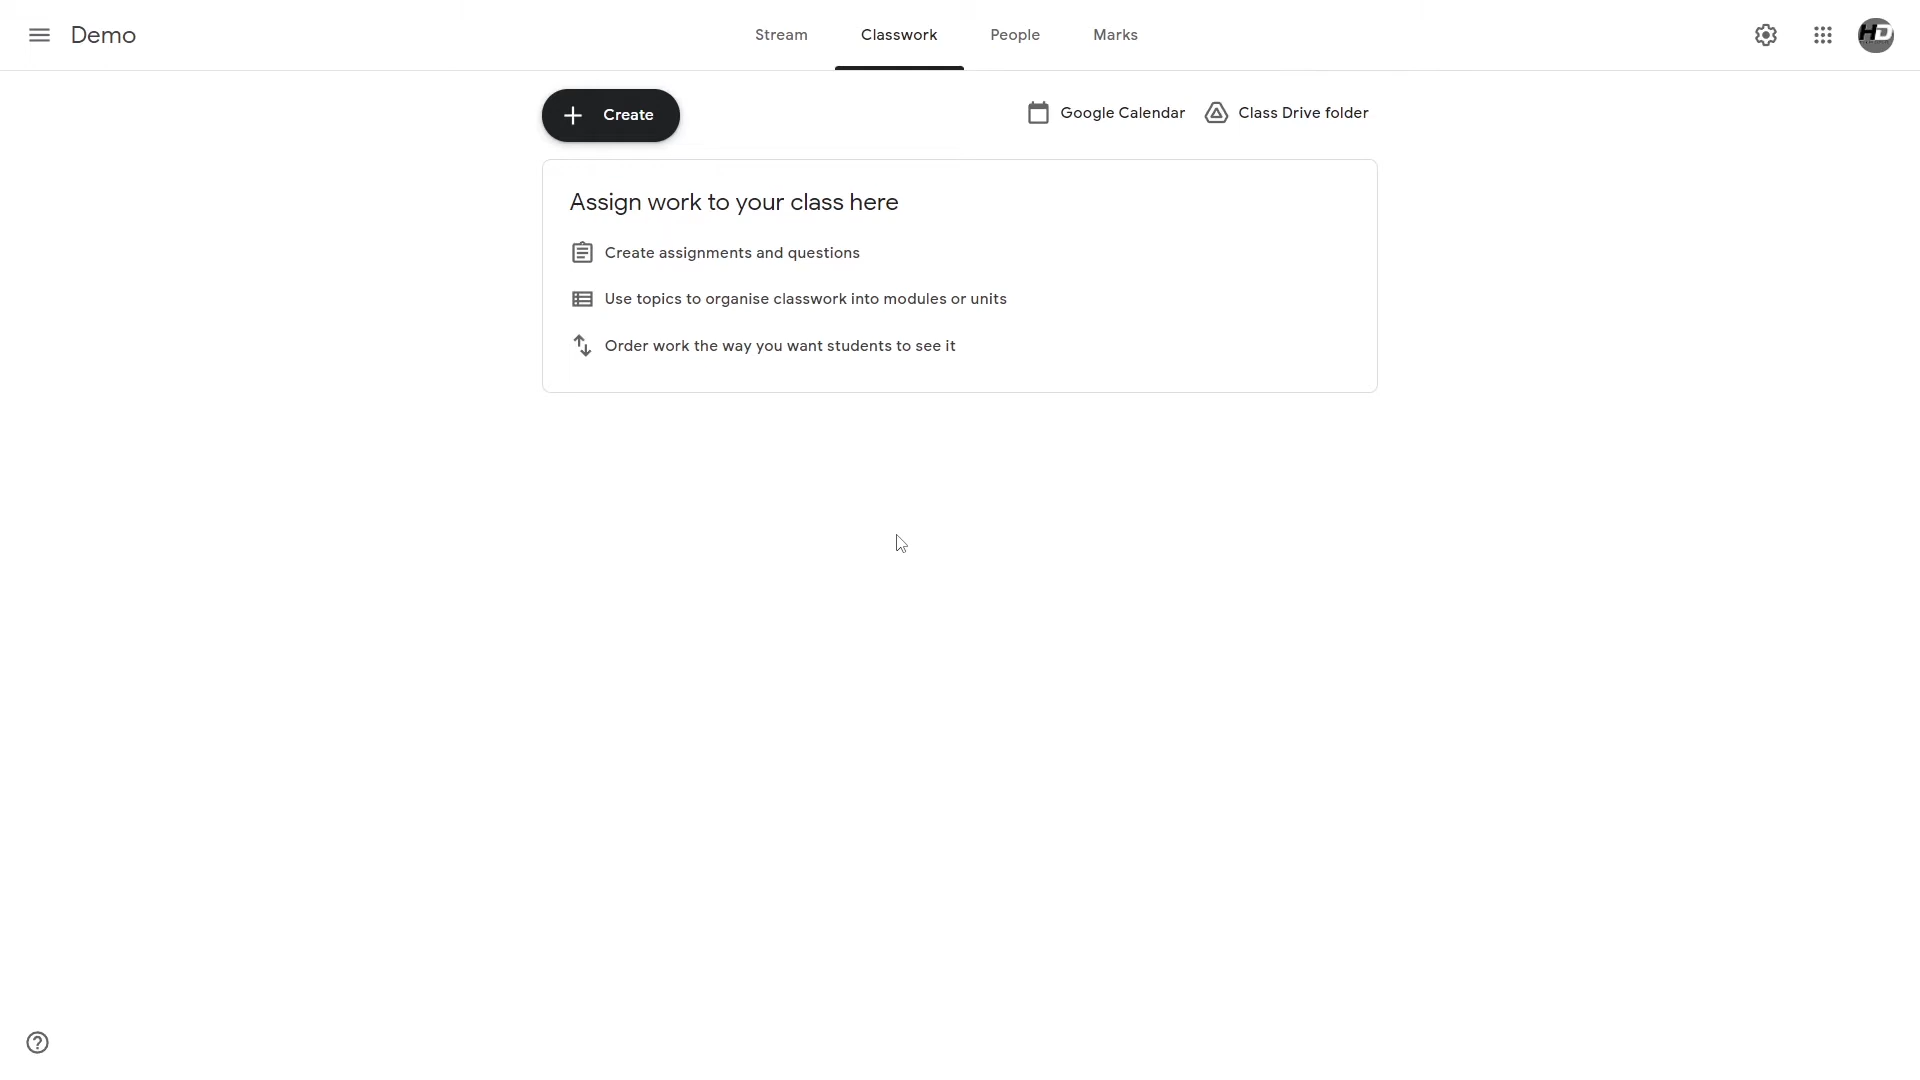 Demo
Stream
Classwork
People
Marks
HD
Create
Google Calendar
Class Drive folder
Assign work to your class here
Create assignments and questions
Use topics to organise classwork into modules or units
Order work the way you want students to see it